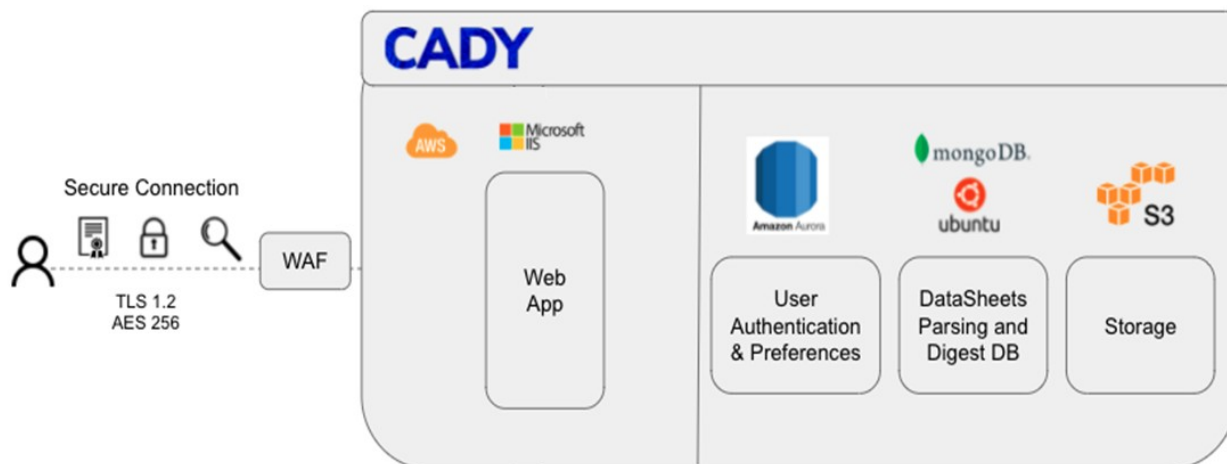 CADY
AWS
Microsoft
IIS
Secure Connection
WAF
TLS 1.2
AES 256
Web
App
Amazon Aurora
mongoDB.
ubuntu
S3
User
Authentication
& Preferences
DataSheets
Parsing and
Digest DB
Storage